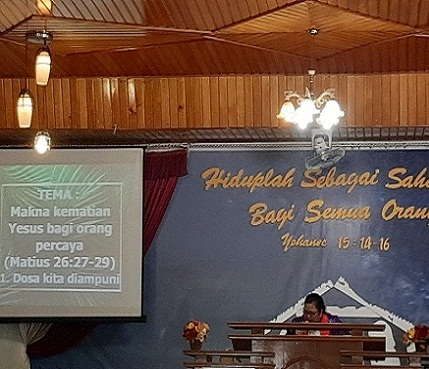 TEMA :
Makna kematian
Yesus bagi orang
percaya
(Matius 26:27-29)
1. Dosa kita diampuni
Hiduplah Sebagai Saha
Bagi Semua Orang
Yohanes 15:14-16